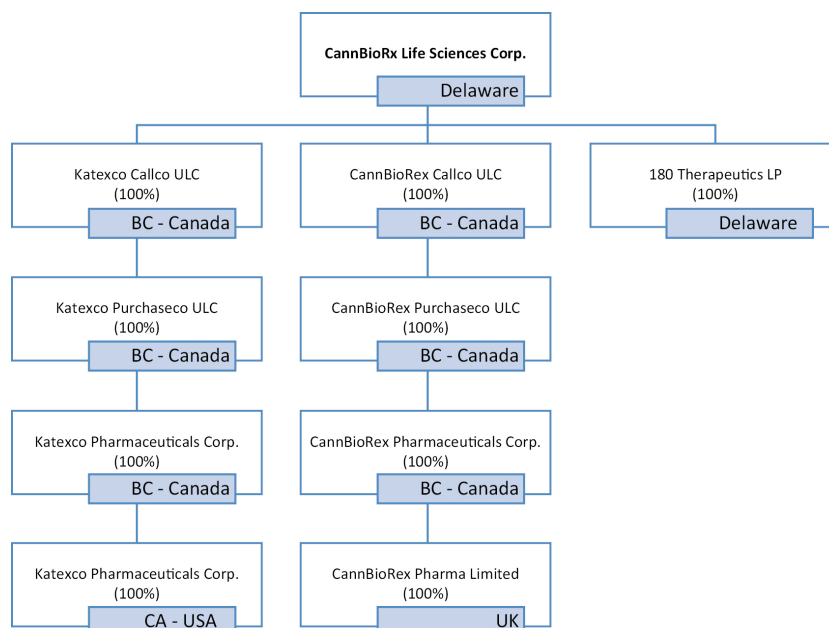 CannBioRx Life Sciences Corp.
Delaware
Katexco Callco ULC
(100%)
BC - Canada
CannBioRex Callco ULC
(100%)
BC - Canada
180 Therapeutics LP
(100%)
Delaware
Katexco Purchaseco ULC
(100%)
BC - Canada
CannBioRex Purchaseco ULC
(100%)
BC - Canada
Katexco Pharmaceuticals Corp.
(100%)
BC - Canada
CannBioRex Pharmaceuticals Corp.
(100%)
BC - Canada
Katexco Pharmaceuticals Corp.
(100%)
CA - USA
CannBioRex Pharma Limited
(100%)
UK